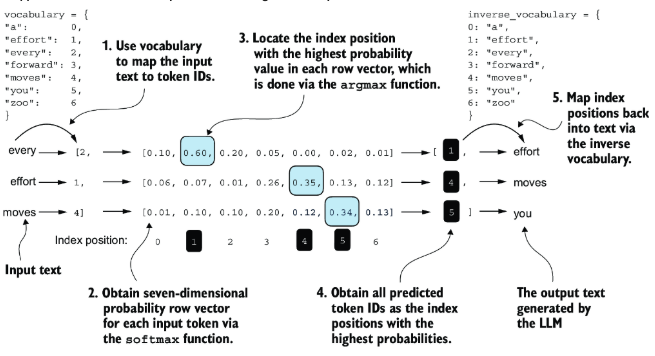 vocabulary = {
"a": 0,
"effort": 1,
"every": 2,
"forward": 3,
"moves": 4,
"you": 5,
"zoo": 6
}
1. Use vocabulary
to map the input
text to token IDs.
3. Locate the index position
with the highest probability
value in each row vector, which
is done via the argmax function.
inverse_vocabulary = {
0: "a",
1: "effort",
2: "every",
3: "forward",
4: "moves",
5: "you",
6: "zoo"
}
5. Map index
positions back
into text via
the inverse
vocabulary.
every [2, [0.10, 0.60, 0.20, 0.05, 0.00, 0.02, 0.01] [ 1 , effort
effort 1, [0.06, 0.07, 0.01, 0.26, 0.35, 0.13, 0.12] 4 , moves
moves 4] [0.01, 0.10, 0.10, 0.20, 0.12, 0.34, 0.13] 5 ] you
Index position: 0 1 2 3 4 5 6
Input text
2. Obtain seven-dimensional
probability row vector
for each input token via
the softmax function.
4. Obtain all predicted
token IDs as the index
positions with the
highest probabilities.
The output text
generated by
the LLM